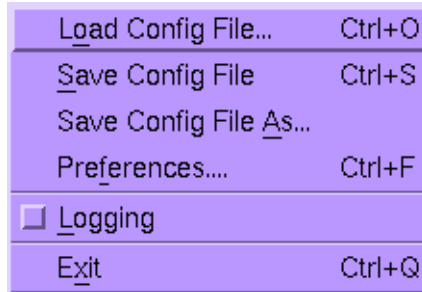 Load Config File... Ctrl+O
Save Config File Ctrl+S
Save Config File As...
Preferences.... Ctrl+F
Logging
Exit Ctrl+Q